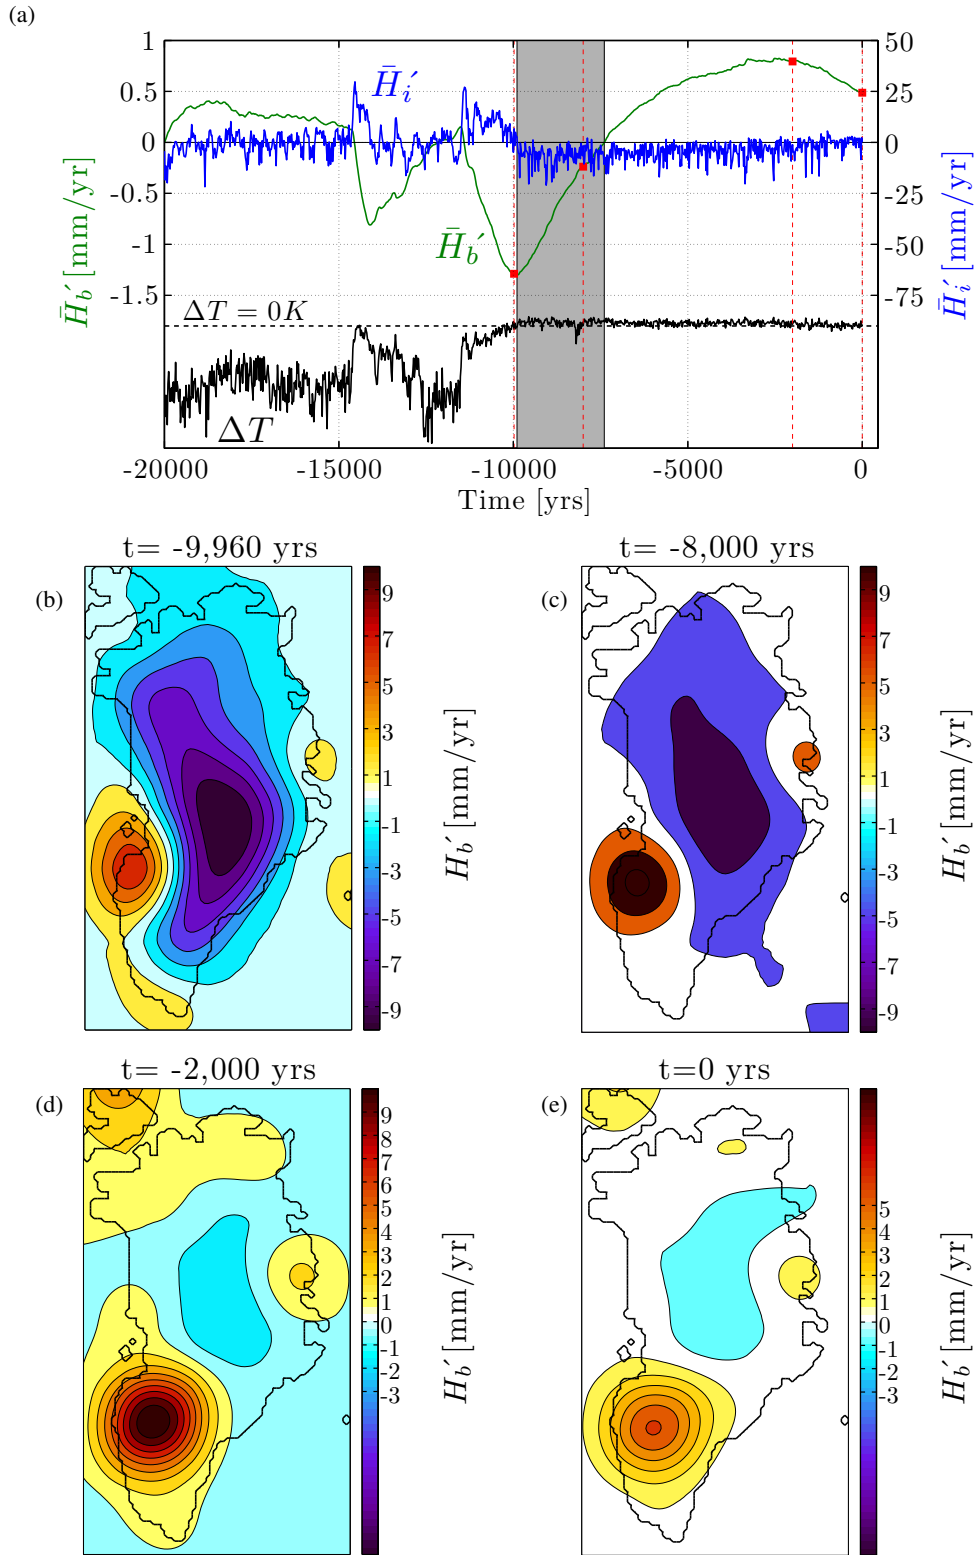 (a)
1
0.5
0
-0.5
-1
-1.5
H̄b′ [mm/yr]
50
25
0
-25
-50
-75
H̄i′ [mm/yr]
H̄i′
H̄b′
ΔT = 0K
ΔT
-20000 -15000 -10000 -5000 0
Time [yrs]
t= -9,960 yrs
(b)
9
7
5
3
1
-1
-3
-5
-7
-9
Hb′ [mm/yr]
t= -8,000 yrs
(c)
9
7
5
3
1
-1
-3
-5
-7
-9
Hb′ [mm/yr]
t= -2,000 yrs
(d)
9
8
7
6
5
4
3
2
1
0
-1
-2
-3
Hb′ [mm/yr]
t=0 yrs
(e)
5
4
3
2
1
0
-1
-2
-3
Hb′ [mm/yr]